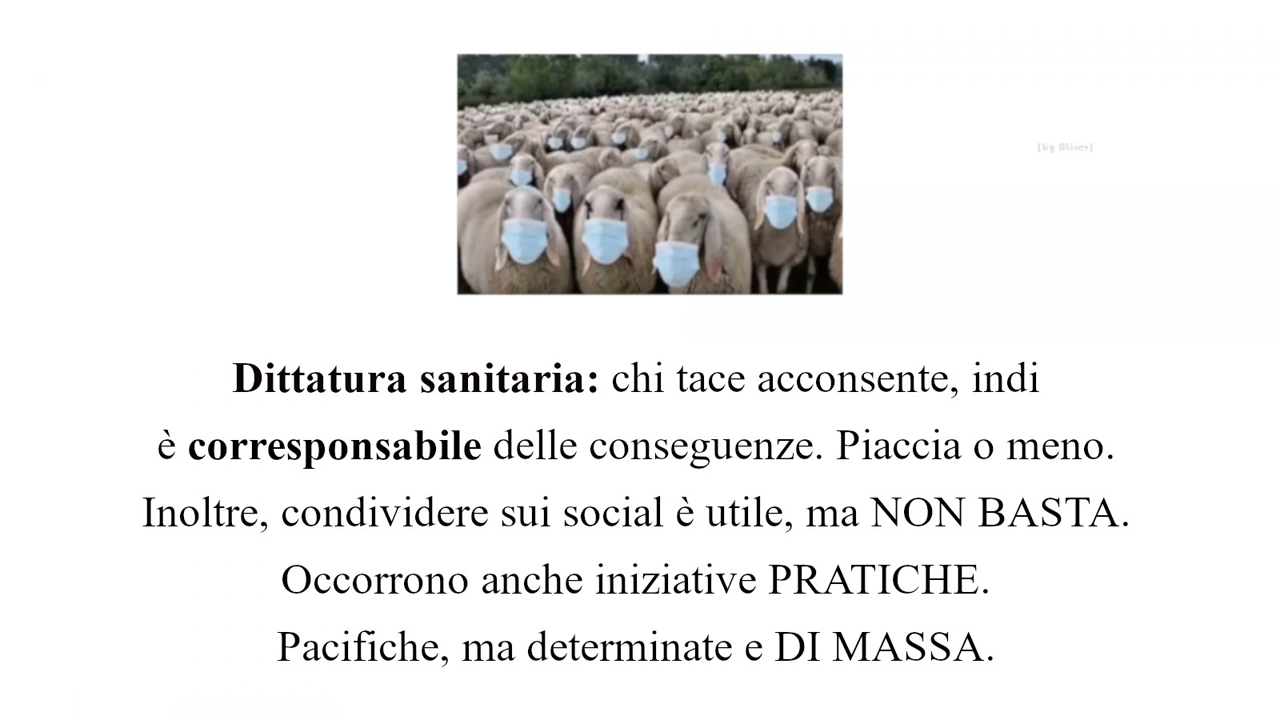 Dittatura sanitaria: chi tace acconsente, indi
è corresponsabile delle conseguenze. Piaccia o meno.
Inoltre, condividere sui social è utile, ma NON BASTA.
Occorrono anche iniziative PRATICHE.
Pacifiche, ma determinate e DI MASSA.